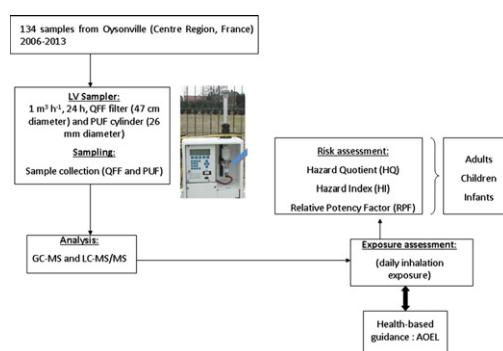 134 samples from Oysonville (Centre Region, France)
2006-2013
LV Sampler:
1 m³ h-¹, 24 h, QFF filter (47 cm
diameter) and PUF cylinder (26
mm diameter)
Sampling:
Sample collection (QFF and PUF)
Analysis:
GC-MS and LC-MS/MS
Risk assessment:
Hazard Quotient (HQ)
Hazard Index (HI)
Relative Potency Factor (RPF)
Adults
Children
Infants
Exposure assessment:
(daily inhalation
exposure)
Health-based
guidance : AOEL